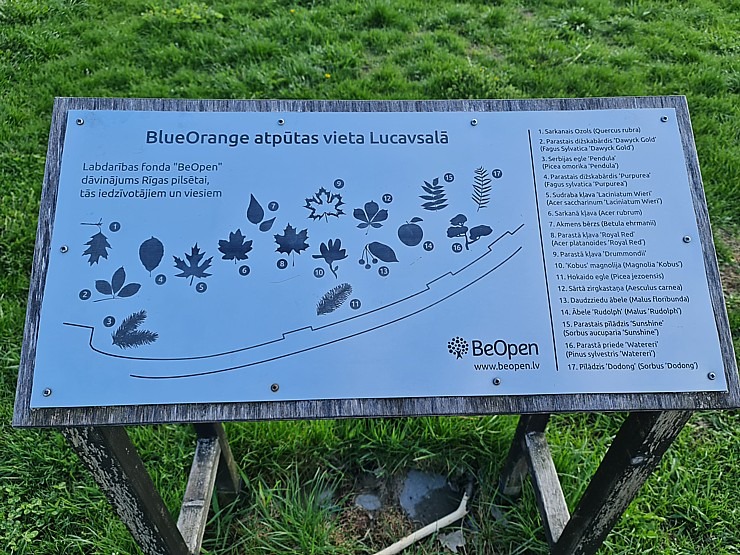 BlueOrange atpūtas vieta Lucavsalā
Labdarības fonda "BeOpen"
dāvinājums Rīgas pilsētai,
tās iedzīvotājiem un viesiem
1
2
3
4
5
6
7
8
9
10
11
12
13
14
15
16
17
BeOpen
www.beopen.lv
1. Sarkanais Ozols (Quercus rubra)
2. Parastais dižskabārdis 'Dawyck Gold'
(Fagus Sylvatica 'Dawyck Gold')
3. Serbijas egle 'Pendula'
(Picea omorika 'Pendula')
4. Parastais dižskabārdis 'Purpurea'
(Fagus sylvatica 'Purpurea')
5. Sudraba kļava 'Laciniatum Wieri'
(Acer saccharinum 'Laciniatum Wieri')
6. Sarkanā kļava (Acer rubrum)
7. Akmens bērzs (Betula ehrmanii)
8. Parastā kļava 'Royal Red'
(Acer platanoides 'Royal Red')
9. Parastā kļava 'Drummondii'
10. 'Kobus' magnolija (Magnolia 'Kobus')
11. Hokaido egle (Picea jezoensis)
12. Sārtā zirgkastaņa (Aesculus carnea)
13. Daudzziedu ābele (Malus floribunda)
14. Ābele 'Rudolph' (Malus 'Rudolph')
15. Parastais pīlādzis 'Sunshine'
(Sorbus aucuparia 'Sunshine')
16. Parastā priede 'Watereri'
(Pinus sylvestris 'Watereri')
17. Pīlādzis 'Dodong' (Sorbus 'Dodong')